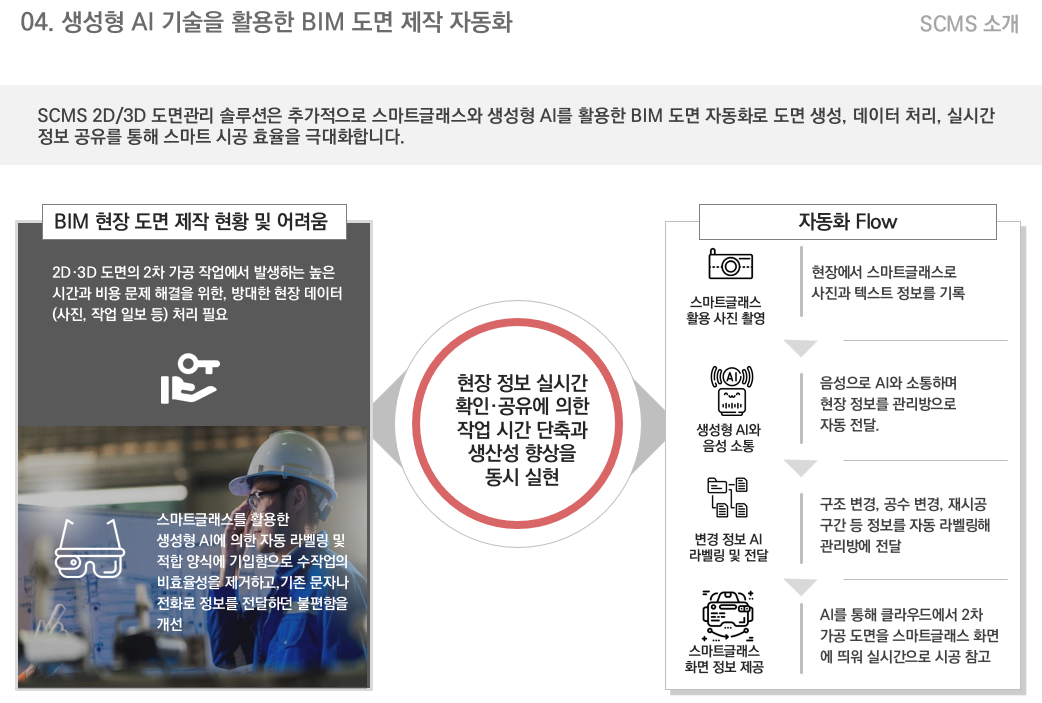 04. 생성형 AI 기술을 활용한 BIM 도면 제작 자동화
SCMS 소개
SCMS 2D/3D 도면관리 솔루션은 추가적으로 스마트글래스와 생성형 AI를 활용한 BIM 도면 자동화로 도면 생성, 데이터 처리, 실시간
정보 공유를 통해 스마트 시공 효율을 극대화합니다.
BIM 현장 도면 제작 현황 및 어려움
2D·3D 도면의 2차 가공 작업에서 발생하는 높은
시간과 비용 문제 해결을 위한, 방대한 현장 데이터
(사진, 작업 일보 등) 처리 필요
스마트글래스를 활용한
생성형 AI에 의한 자동 라벨링 및
적합 양식에 기입함으로 수작업의
비효율성을 제거하고,기존 문자나
전화로 정보를 전달하던 불편함을
개선
현장 정보 실시간
확인·공유에 의한
작업 시간 단축과
생산성 향상을
동시 실현
자동화 Flow
스마트글래스
활용 사진 촬영
현장에서 스마트글래스로
사진과 텍스트 정보를 기록
AI
생성형 AI와
음성 소통
음성으로 AI와 소통하며
현장 정보를 관리방으로
자동 전달.
변경 정보 AI
라벨링 및 전달
구조 변경, 공수 변경, 재시공
구간 등 정보를 자동 라벨링해
관리방에 전달
스마트글래스
화면 정보 제공
AI를 통해 클라우드에서 2차
가공 도면을 스마트글래스 화면
에 띄워 실시간으로 시공 참고